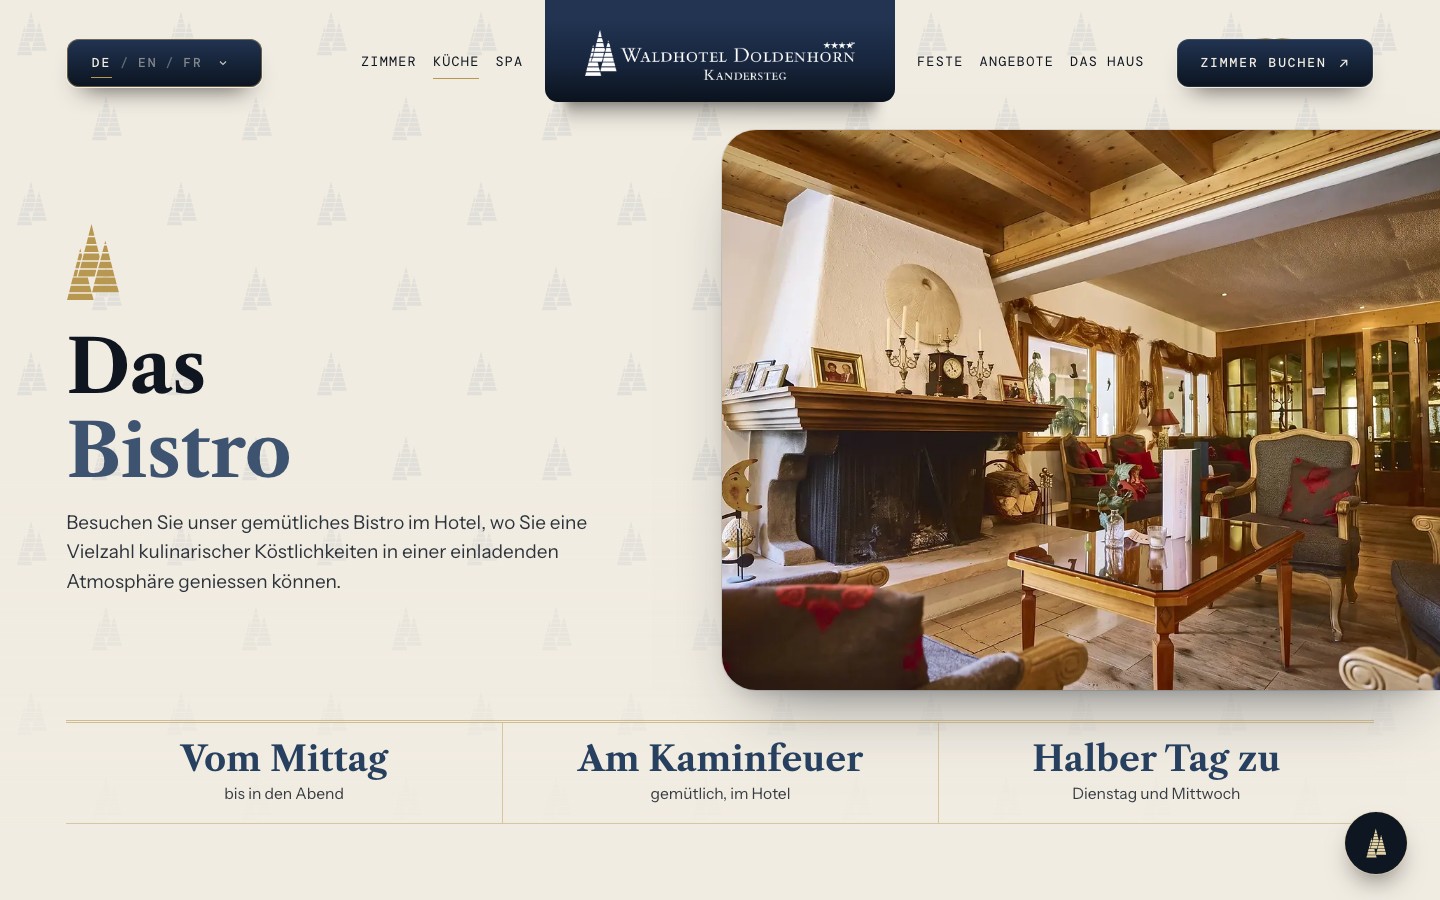 DE / EN / FR
ZIMMER KÜCHE SPA
WALDHOTEL DOLDENHORN
KANDERSTEG
FESTE ANGEBOTE DAS HAUS
ZIMMER BUCHEN
Das
Bistro
Besuchen Sie unser gemütliches Bistro im Hotel, wo Sie eine
Vielzahl kulinarischer Köstlichkeiten in einer einladenden
Atmosphäre geniessen können.
Vom Mittag
bis in den Abend
Am Kaminfeuer
gemütlich, im Hotel
Halber Tag zu
Dienstag und Mittwoch